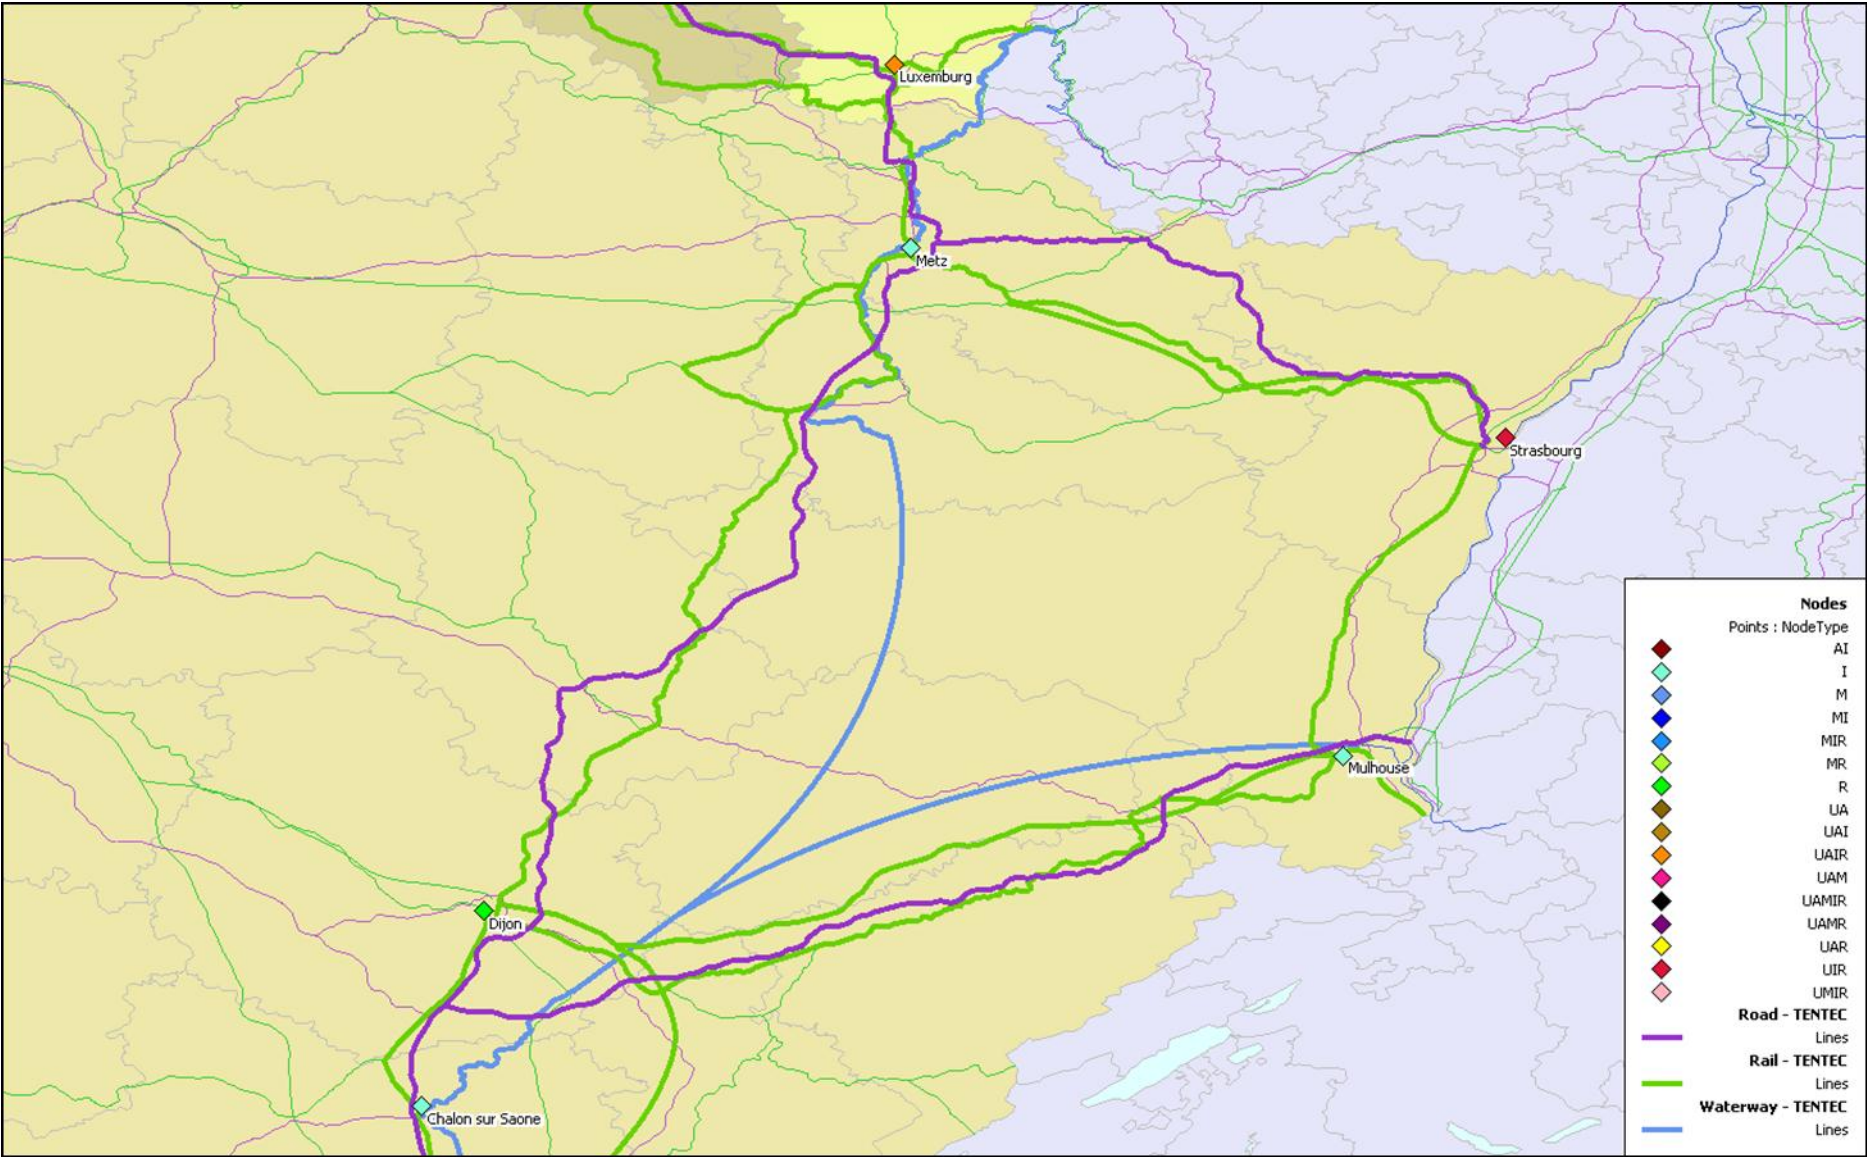 Luxemburg
Metz
Strasbourg
Mulhouse
Dijon
Chalon sur Saone
Nodes
Points : NodeType
AI
I
M
MI
MIR
MR
R
UA
UAI
UAIR
UAM
UAMIR
UAMR
UAR
UIR
UMIR
Road - TENTEC
Lines
Rail - TENTEC
Lines
Waterway - TENTEC
Lines